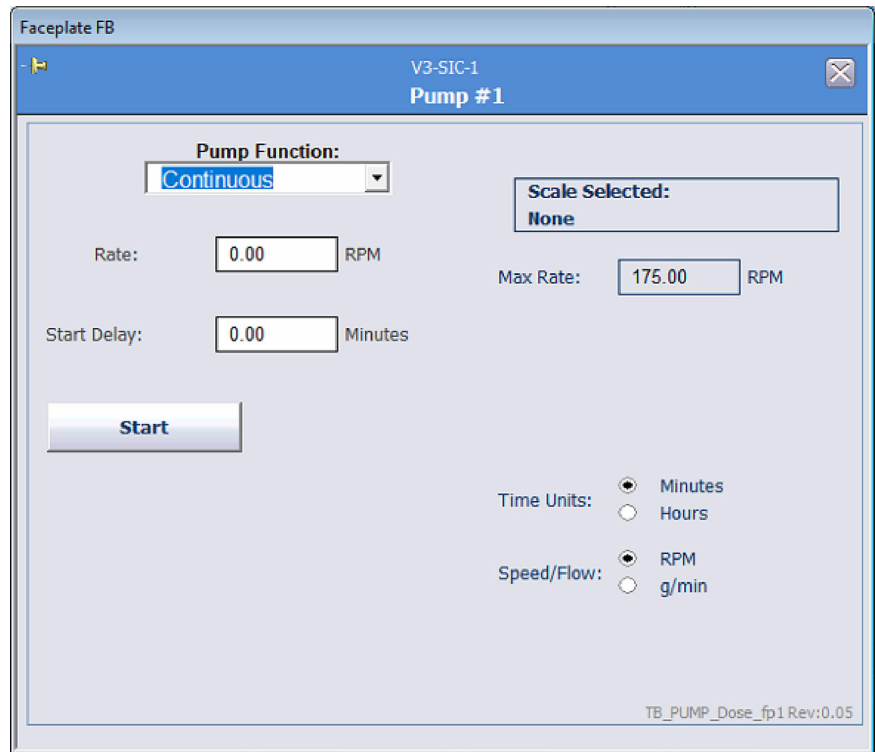 Faceplate FB
V3-SIC-1
Pump #1
Pump Function:
Continuous
Rate: 0.00 RPM
Start Delay: 0.00 Minutes
Start
Scale Selected:
None
Max Rate: 175.00 RPM
Time Units:
Minutes
Hours
Speed/Flow:
RPM
g/min
TB_PUMP_Dose_fp1 Rev:0.05